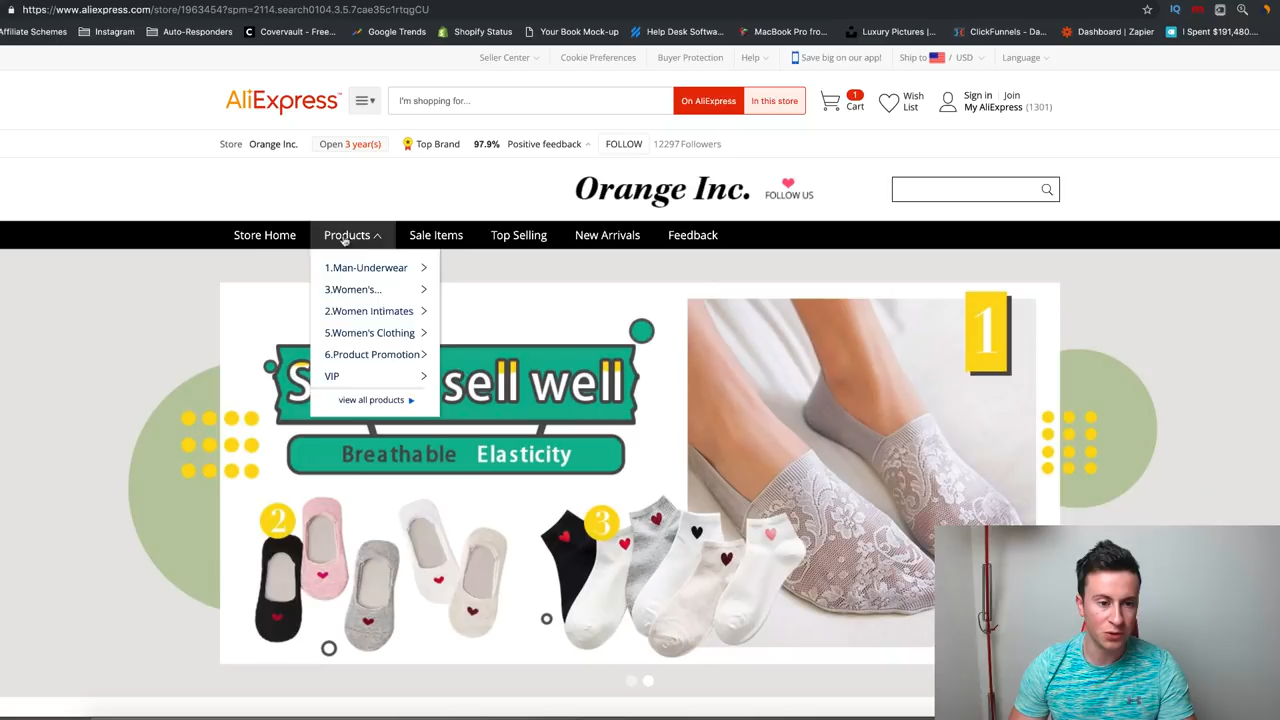 https://www.aliexpress.com/store/1963454?spm=2114.search0104.3.5.7cae35c1rtqgCU
Affiliate Schemes Instagram Auto-Responders Covervault - Free... Google Trends Shopify Status Your Book Mock-up Help Desk Softwa... MacBook Pro fro... Luxury Pictures |... ClickFunnels - Da... Dashboard | Zapier I Spent $191,480....
Seller Center Cookie Preferences Buyer Protection Help Save big on our app! Ship to / USD Language
AliExpress™ I'm shopping for... On AliExpress In this store 1 Cart Wish List Sign in Join
My AliExpress (1301)
Store Orange Inc. Open 3 year(s) Top Brand 97.9% Positive feedback FOLLOW 12297 Followers
Orange Inc. FOLLOW US
Store Home Products Sale Items Top Selling New Arrivals Feedback
1.Man-Underwear
3.Women's...
2.Women Intimates
5.Women's Clothing
6.Product Promotion
VIP
view all products
1
sell well
Breathable Elasticity
2
3